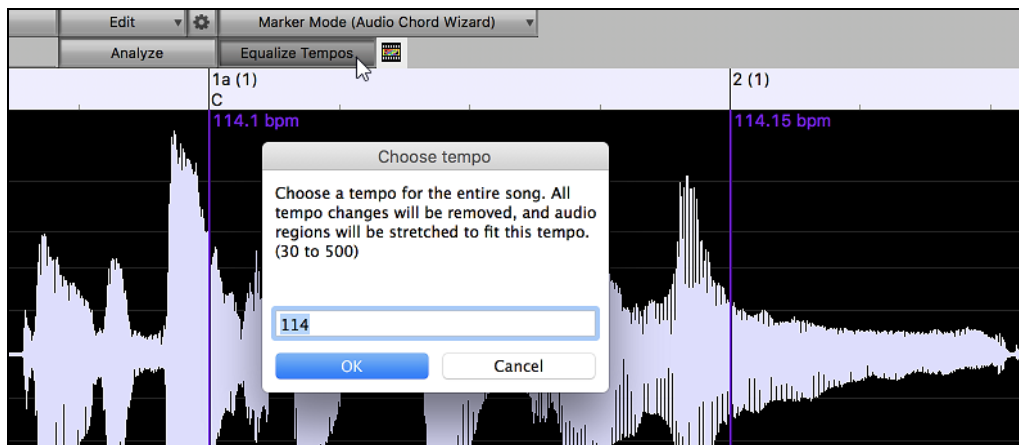 Edit
Marker Mode (Audio Chord Wizard)
Analyze
Equalize Tempos
1a (1)
2 (1)
C
114.1 bpm
114.15 bpm
Choose tempo
Choose a tempo for the entire song. All
tempo changes will be removed, and audio
regions will be stretched to fit this tempo.
(30 to 500)
114
OK
Cancel